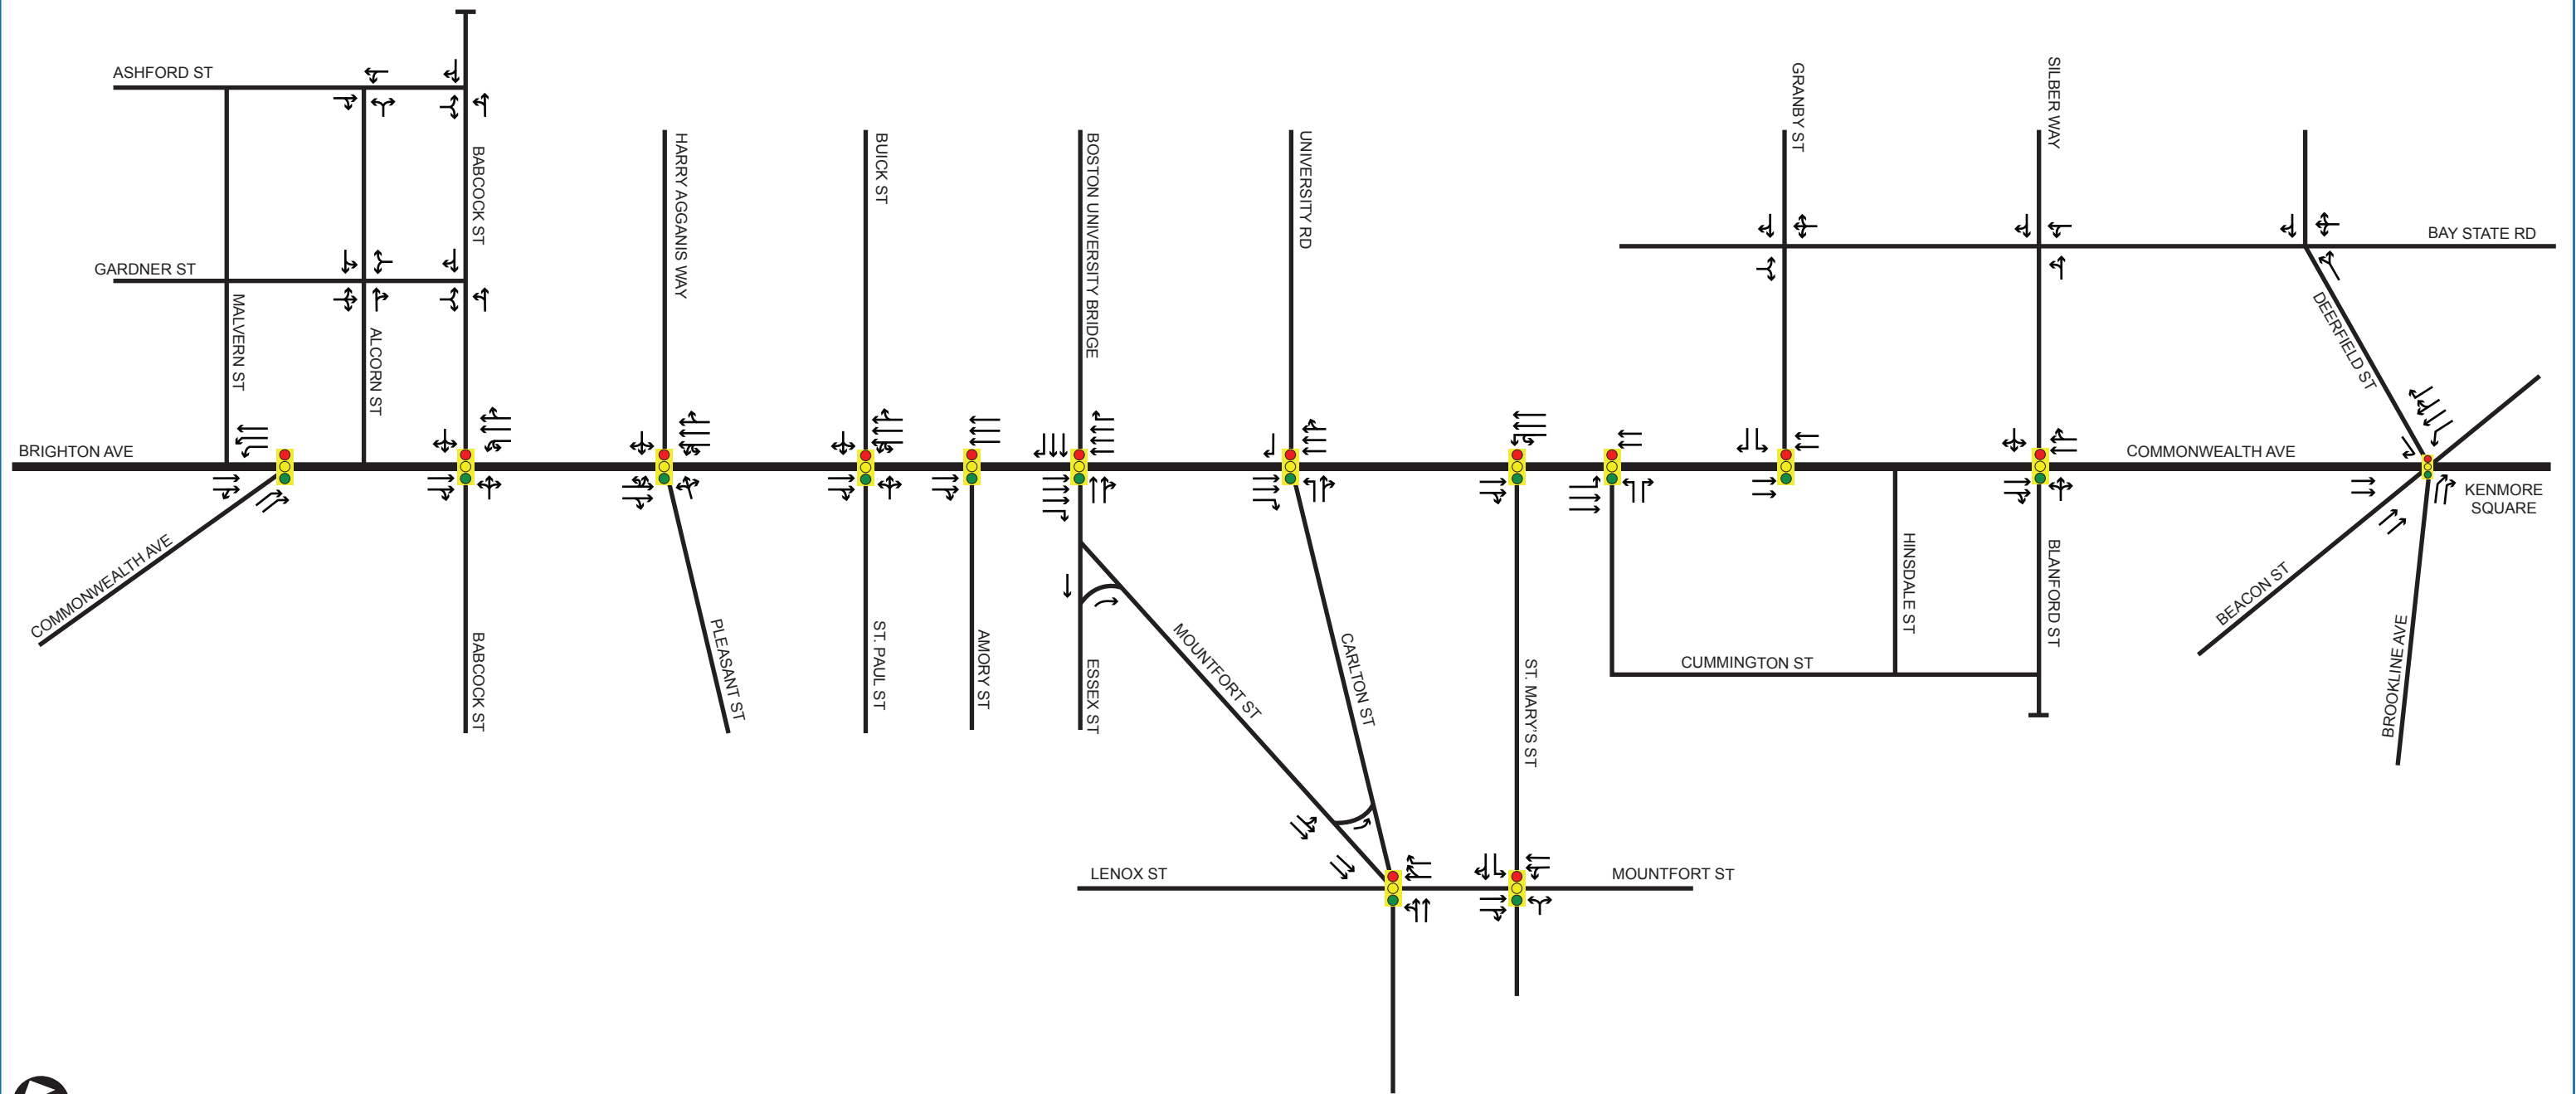 ASHFORD ST
GARDNER ST
MALVERN ST
ALCORN ST
BABCOCK ST
BRIGHTON AVE
COMMONWEALTH AVE
BABCOCK ST
HARRY AGGANIS WAY
PLEASANT ST
BUICK ST
ST. PAUL ST
AMORY ST
BOSTON UNIVERSITY BRIDGE
ESSEX ST
MOUNTFORT ST
UNIVERSITY RD
CARLTON ST
LENOX ST
ST. MARY'S ST
MOUNTFORT ST
GRANBY ST
SILBER WAY
BAY STATE RD
DEERFIELD ST
COMMONWEALTH AVE
KENMORE
SQUARE
HINSDALE ST
BLANFORD ST
CUMMINGTON ST
BEACON ST
BROOKLINE AVE